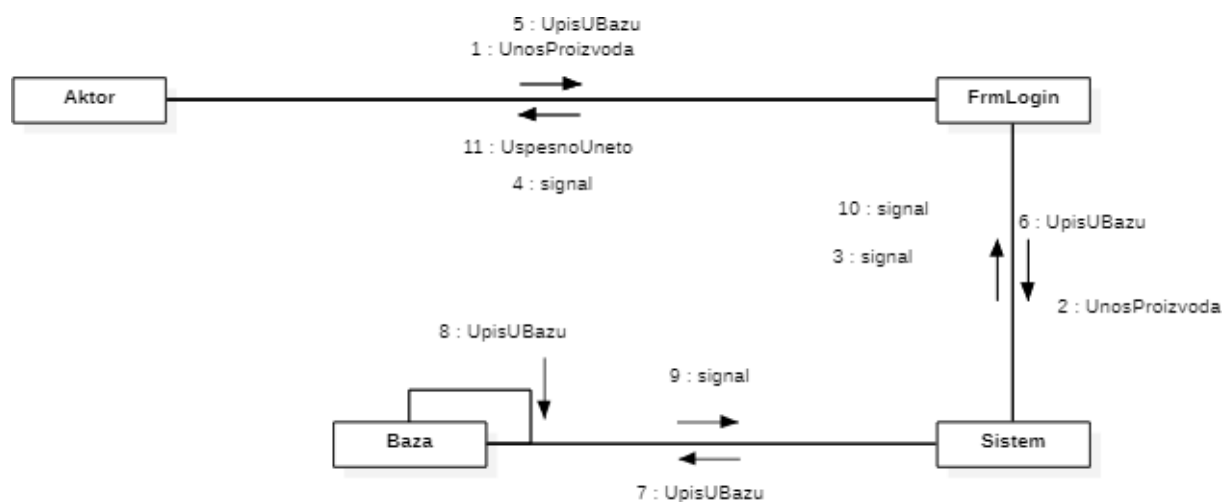 5 : UpisUBazu
1 : UnosProizvoda
Aktor
FrmLogin
11 : UspesnoUneto
4 : signal
10 : signal
6 : UpisUBazu
3 : signal
2 : UnosProizvoda
8 : UpisUBazu
9 : signal
Baza
Sistem
7 : UpisUBazu